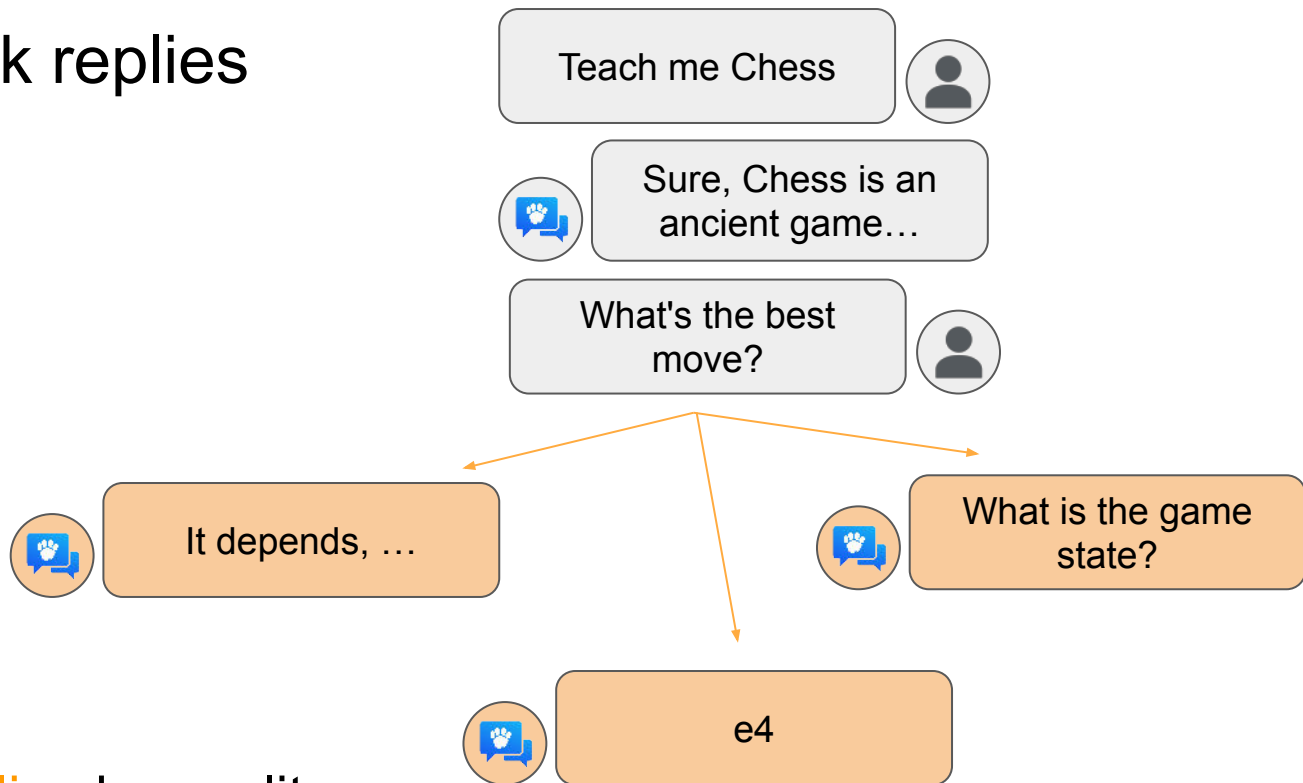 k replies
Teach me Chess
Sure, Chess is an
ancient game…
What's the best
move?
It depends, …
What is the game
state?
e4